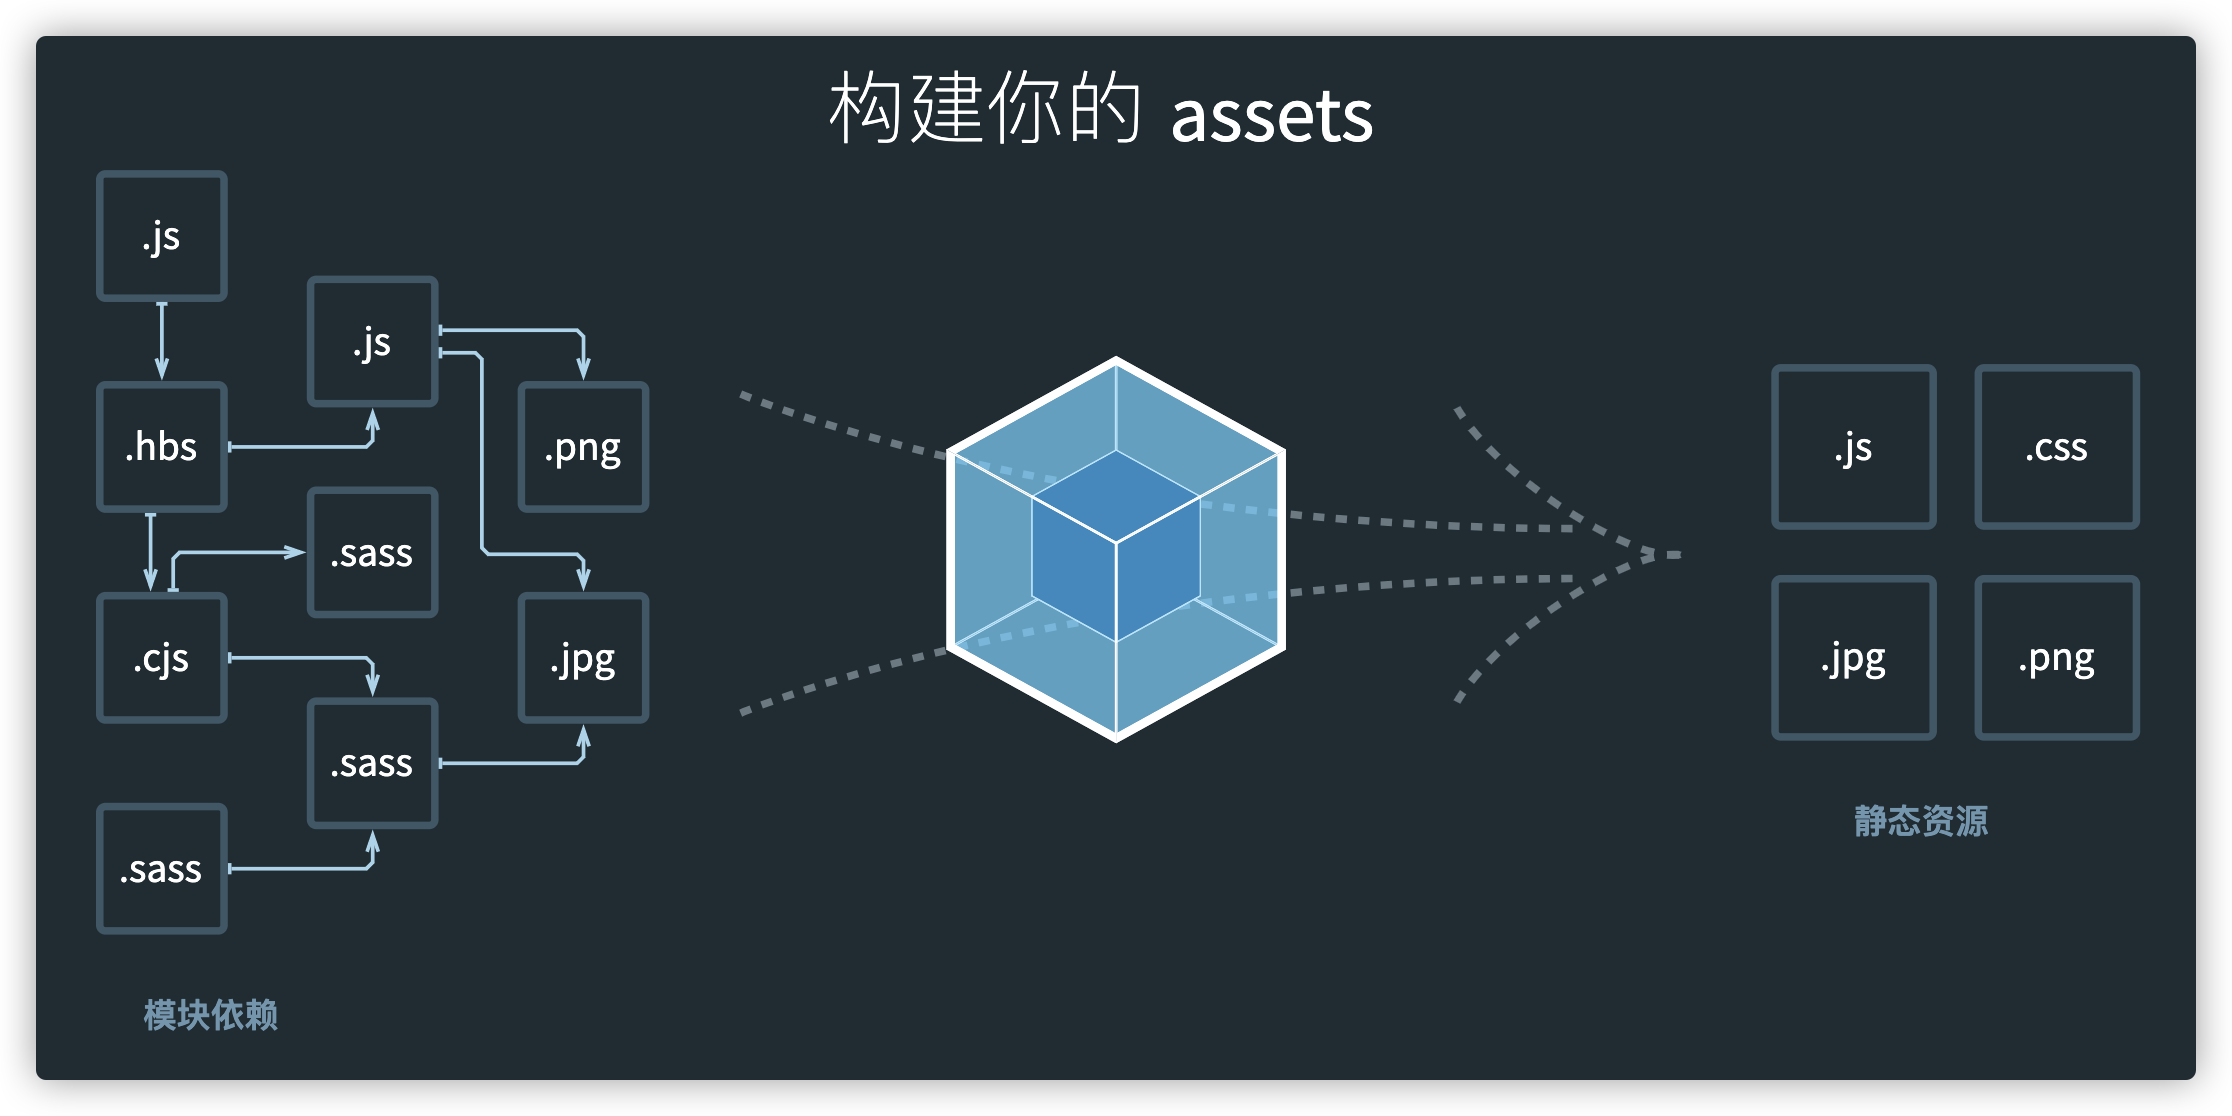 构建你的 assets
.js
.js
.hbs
.png
.sass
.cjs
.jpg
.sass
.sass
模块依赖
.js
.css
.jpg
.png
静态资源